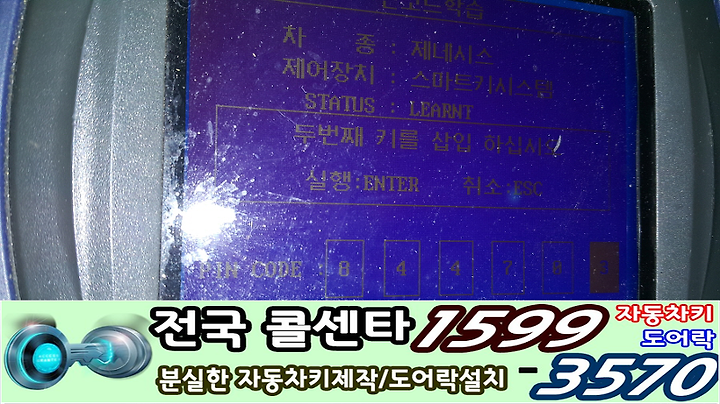 차 종 : 제네시스
제어장치 : 스마트키시스템
STATUS : LEARNT
두번째 키를 삽입 하십시오
실행:ENTER 취소:ESC
PIN CODE : 8 4 4 7 0
전국 콜센타 1599 자동차키
도어락
분실한 자동차키제작/도어락설치 -3570